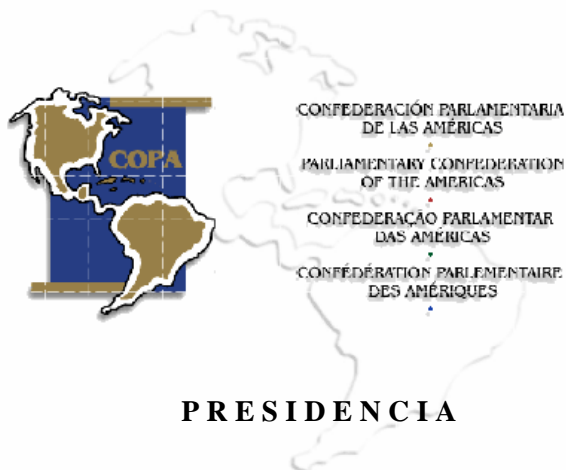 COPA
CONFEDERACIÓN PARLAMENTARIA
DE LAS AMÉRICAS
PARLIAMENTARY CONFEDERATION
OF THE AMERICAS
CONFEDERAÇÃO PARLAMENTAR
DAS AMÉRICAS
CONFÉDÉRATION PARLEMENTAIRE
DES AMÉRIQUES
PRESIDENCIA